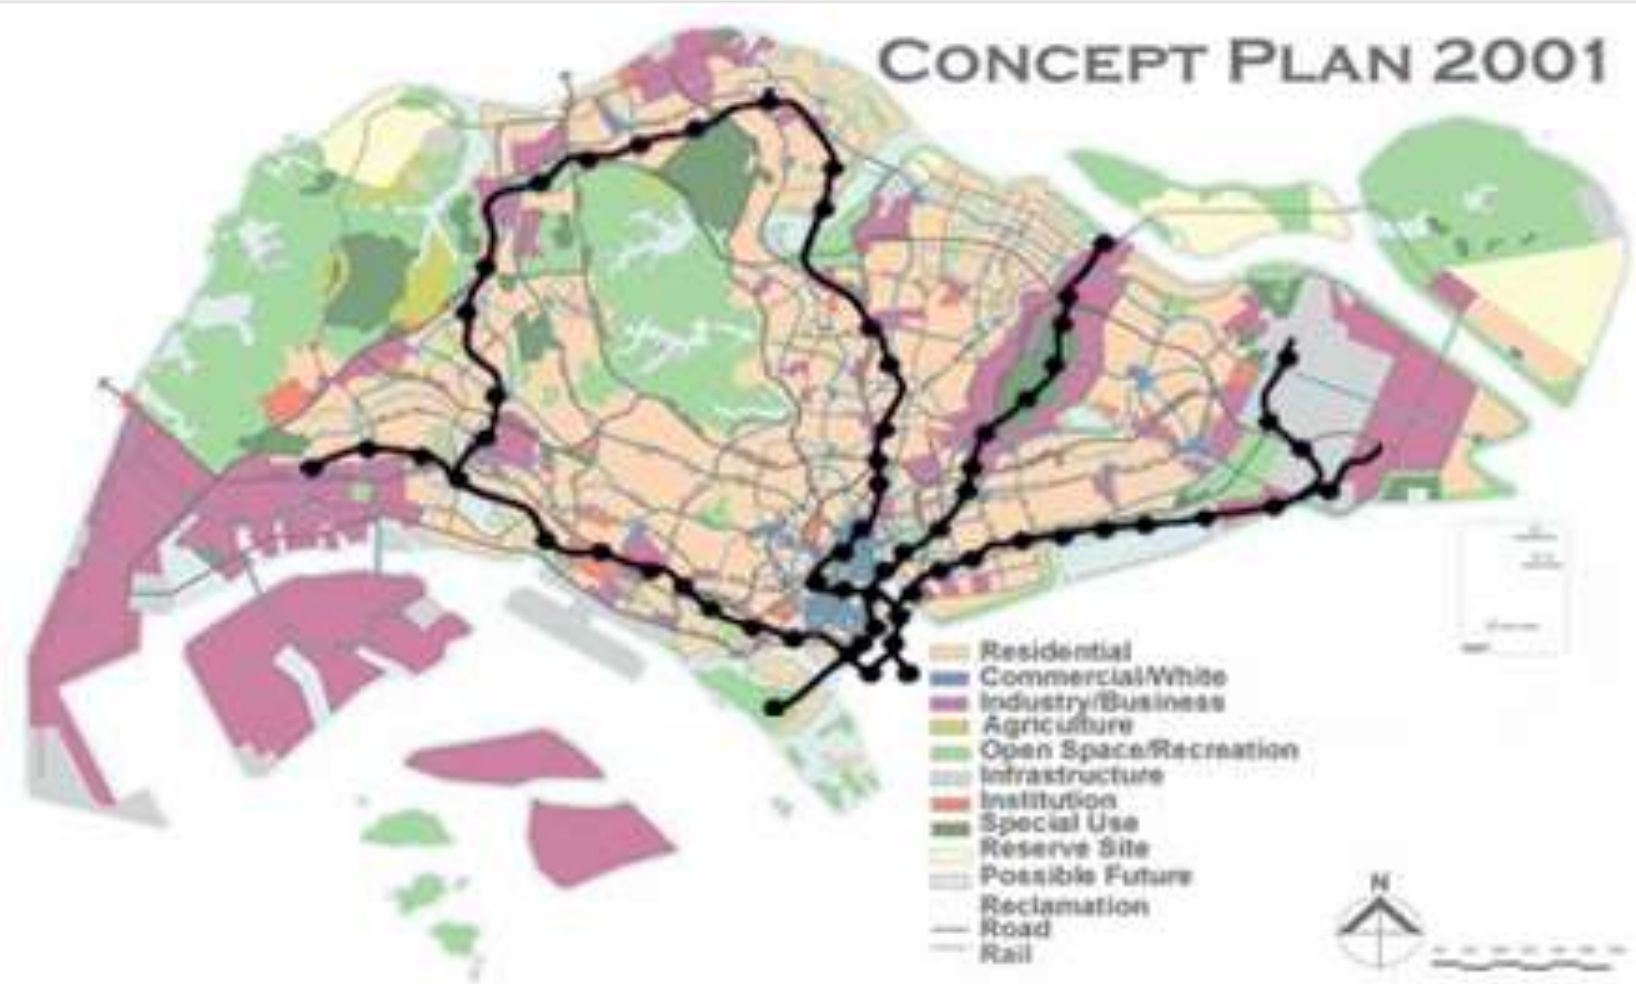 CONCEPT PLAN 2001
Residential
Commercial/White
Industry/Business
Agriculture
Open Space/Recreation
Infrastructure
Institution
Special Use
Reserve Site
Possible Future
Reclamation
Road
Rail
N